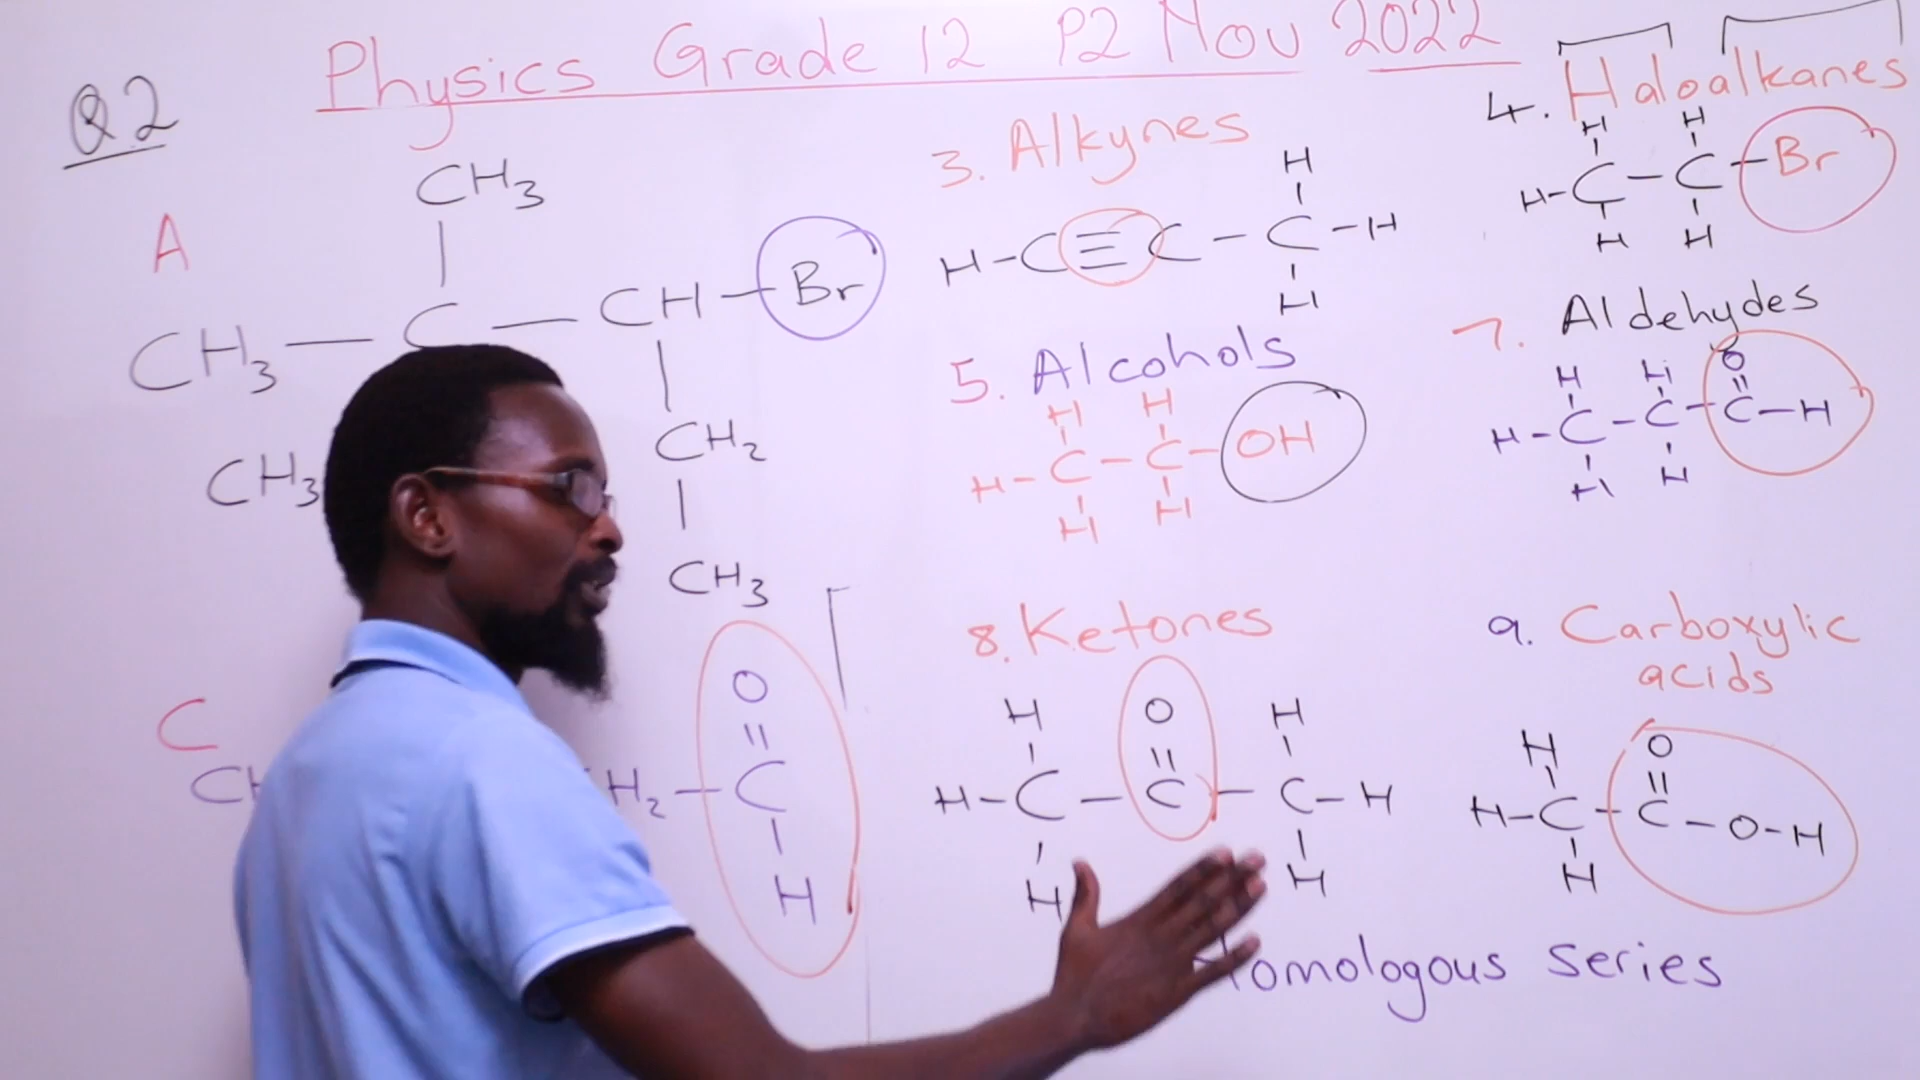 Physics Grade 12 P2 Nov 2022
Q2
A
CH3
|
CH3 — C — CH — Br
|
CH3
CH2
|
CH3
C
O
||
H2 — C
|
H
3. Alkynes
H
|
H - C ≡ C - C - H
|
H
4. Haloalkanes
H H
| |
H - C - C - Br
| |
H H
5. Alcohols
H H
| |
H - C - C - OH
| |
H H
7. Aldehydes
H H O
| | ||
H - C - C - C - H
| |
H H
8. Ketones
H O H
| || |
H - C - C - C - H
| |
H H
9. Carboxylic
acids
H O
| ||
H - C - C - O - H
|
H
Homologous series